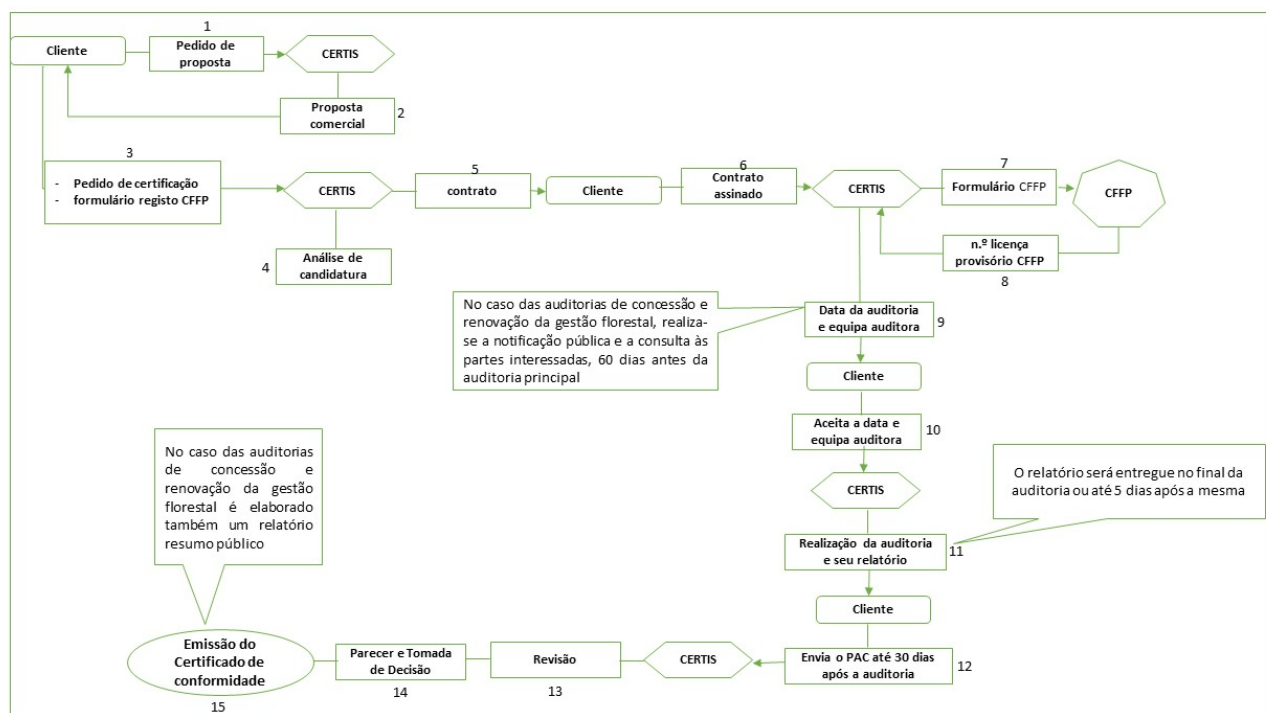 1
Cliente
Pedido de
proposta
CERTIS
Proposta
comercial
2
3
- Pedido de certificação
- formulário registo CFFP
CERTIS
4
Análise de
candidatura
5
contrato
Cliente
6
Contrato
assinado
CERTIS
7
Formulário CFFP
CFFP
n.º licença
provisório CFFP
8
No caso das auditorias de concessão e
renovação da gestão florestal, realiza-
se a notificação pública e a consulta às
partes interessadas, 60 dias antes da
auditoria principal
Data da auditoria
e equipa auditora
9
Cliente
Aceita a data e
equipa auditora
10
CERTIS
O relatório será entregue no final da
auditoria ou até 5 dias após a mesma
Realização da auditoria
e seu relatório
11
Cliente
Envia o PAC até 30 dias
após a auditoria
12
CERTIS
Revisão
13
Parecer e Tomada
de Decisão
14
No caso das auditorias
de concessão e
renovação da gestão
florestal é elaborado
também um relatório
resumo público
Emissão do
Certificado de
conformidade
15